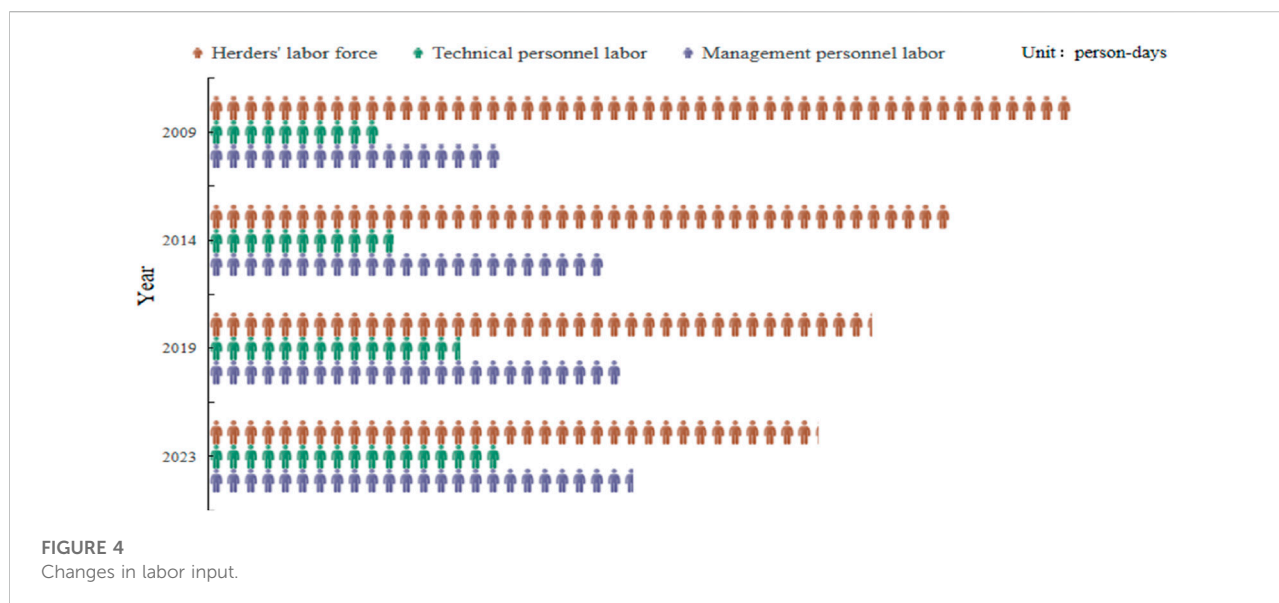 Herders' labor force Technical personnel labor Management personnel labor Unit: person-days
2009
2014
Year
2019
2023
FIGURE 4
Changes in labor input.